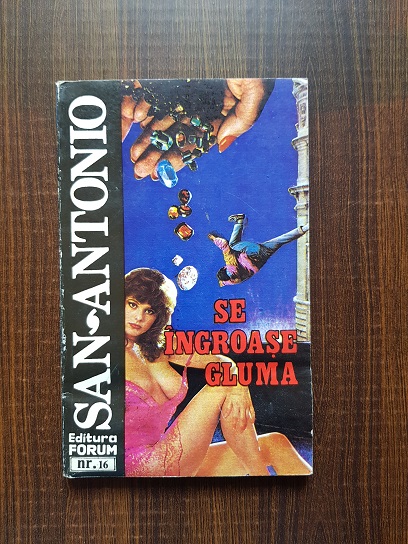 SAN-ANTONIO
Editura
FORUM
nr. 16
SE
ÎNGROAȘE
GLUMA